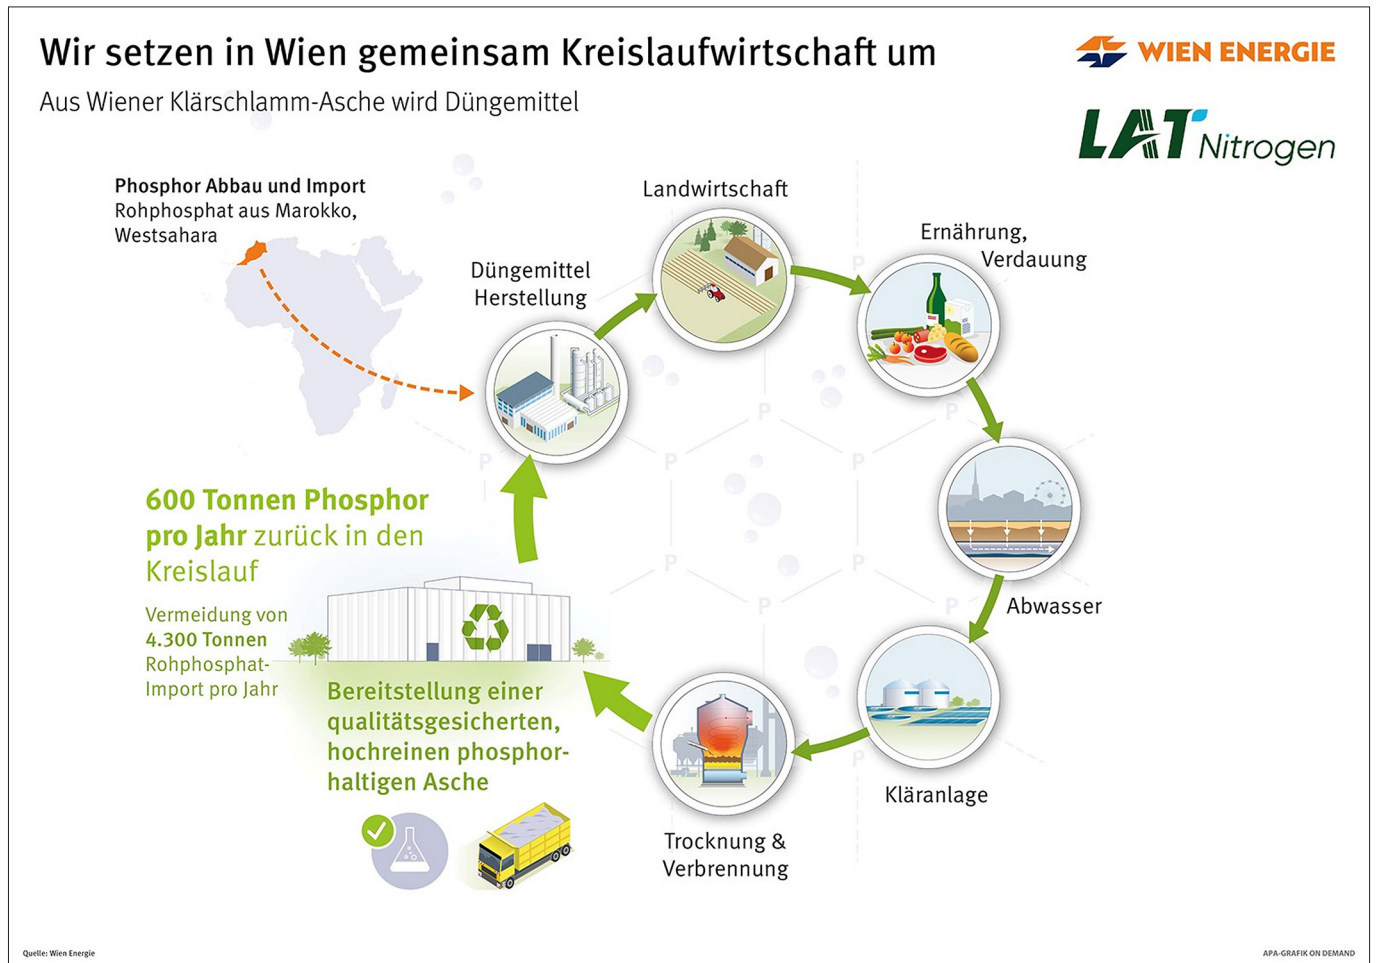 Wir setzen in Wien gemeinsam Kreislaufwirtschaft um
Aus Wiener Klärschlamm-Asche wird Düngemittel
WIEN ENERGIE
LAT Nitrogen
Phosphor Abbau und Import
Rohphosphat aus Marokko,
Westsahara
Düngemittel
Herstellung
Landwirtschaft
Ernährung,
Verdauung
Abwasser
Kläranlage
Trocknung &
Verbrennung
600 Tonnen Phosphor
pro Jahr zurück in den
Kreislauf
Vermeidung von
4.300 Tonnen
Rohphosphat-
Import pro Jahr
Bereitstellung einer
qualitätsgesicherten,
hochreinen phosphor-
haltigen Asche
P
P
P
P
P
P
P
P
P
P
Quelle: Wien Energie
APA-GRAFIK ON DEMAND